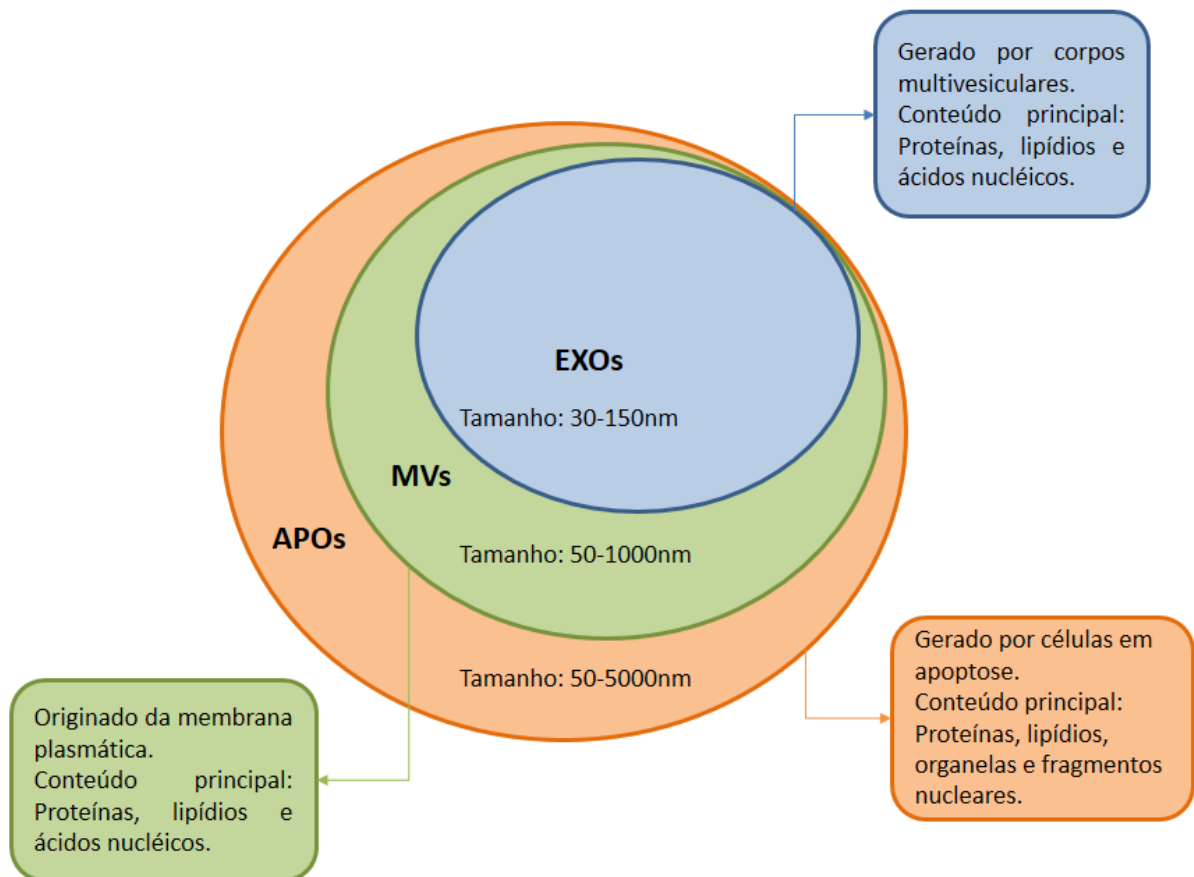 Gerado por corpos
multivesiculares.
Conteúdo principal:
Proteínas, lipídios e
ácidos nucléicos.
EXOs
Tamanho: 30-150nm
MVs
APOs
Tamanho: 50-1000nm
Tamanho: 50-5000nm
Gerado por células em
apoptose.
Conteúdo principal:
Proteínas, lipídios,
organelas e fragmentos
nucleares.
Originado da membrana
plasmática.
Conteúdo principal:
Proteínas, lipídios e
ácidos nucléicos.